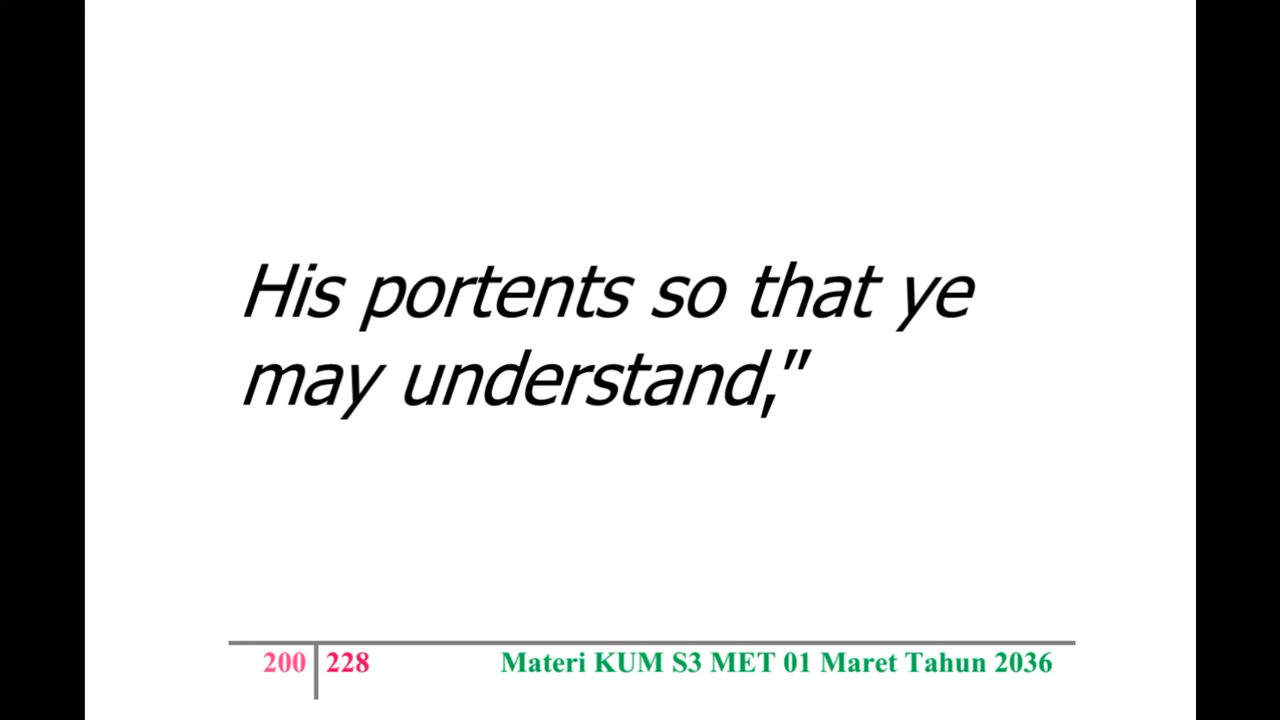 His portents so that ye
may understand,”
200 228 Materi KUM S3 MET 01 Maret Tahun 2036